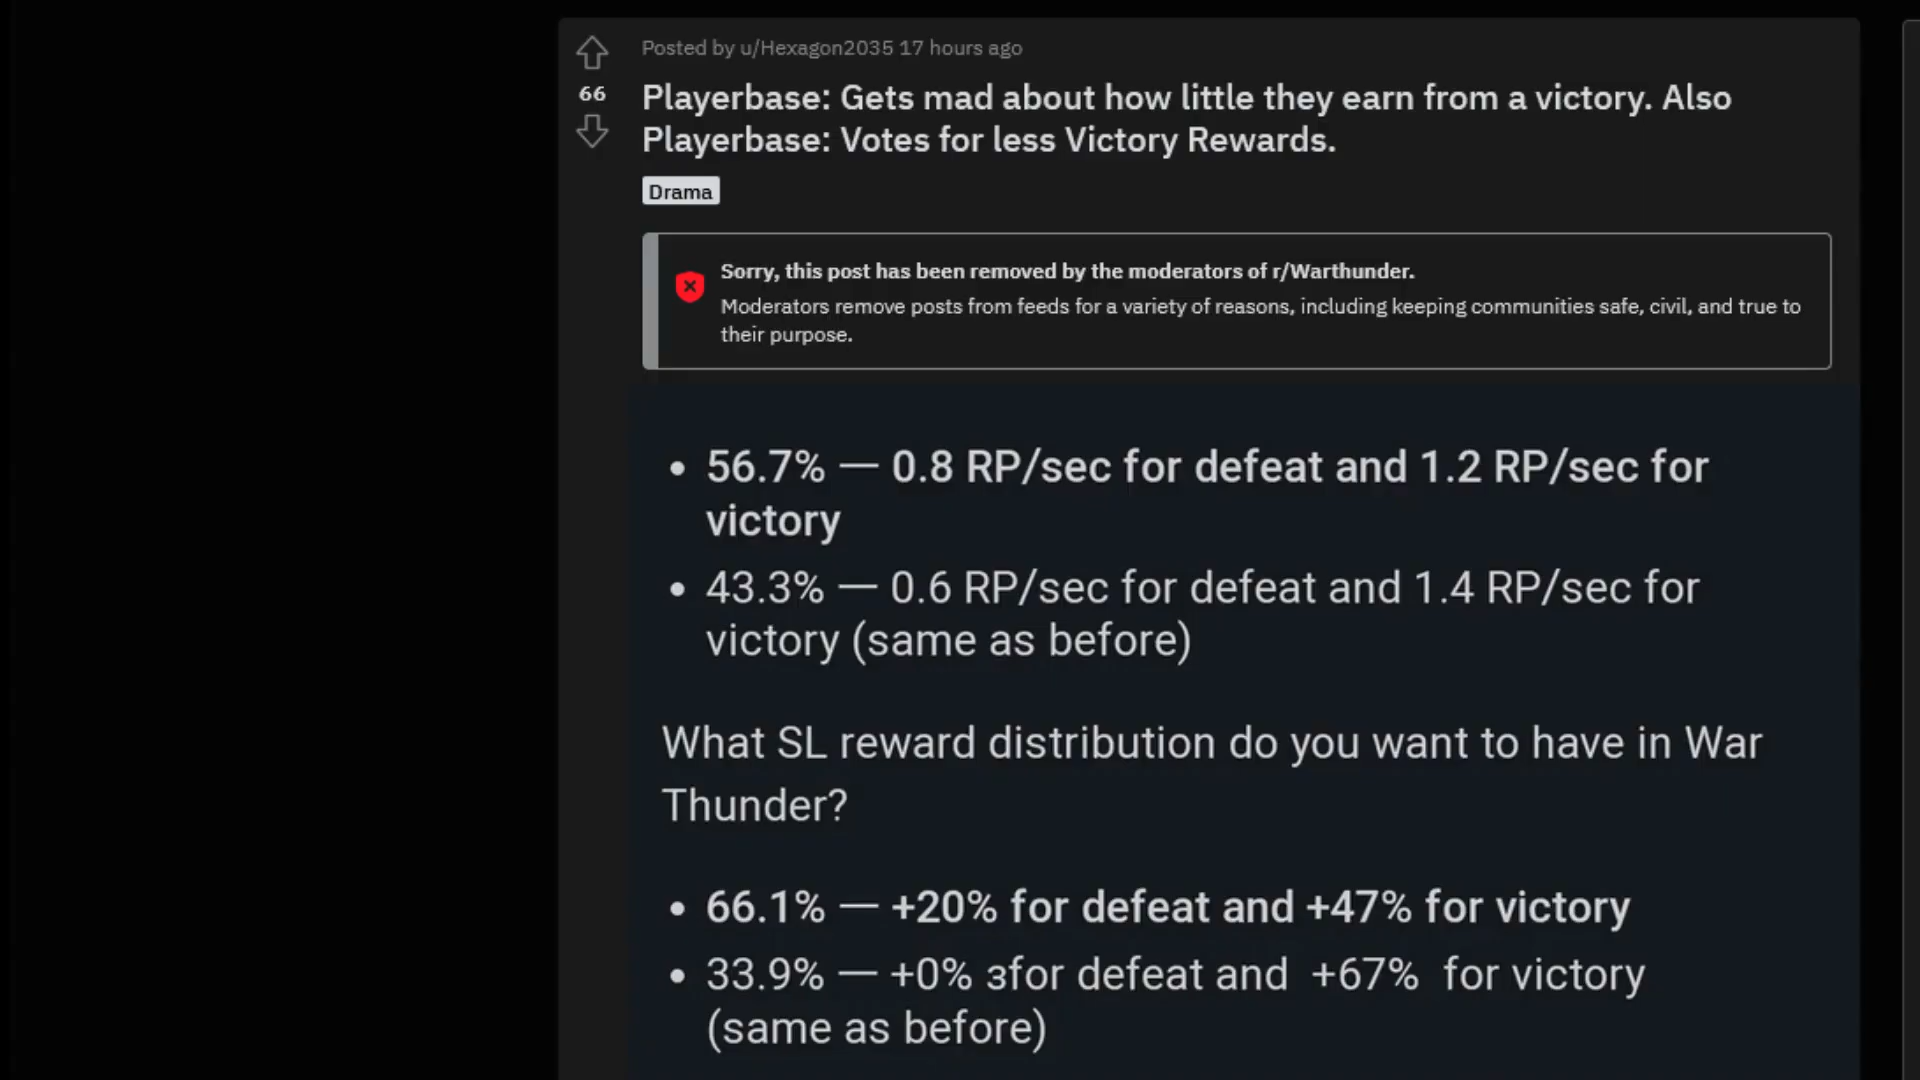 Posted by u/Hexagon2035 17 hours ago
66
Playerbase: Gets mad about how little they earn from a victory. Also
Playerbase: Votes for less Victory Rewards.
Drama
Sorry, this post has been removed by the moderators of r/Warthunder.
Moderators remove posts from feeds for a variety of reasons, including keeping communities safe, civil, and true to
their purpose.
• 56.7% — 0.8 RP/sec for defeat and 1.2 RP/sec for
victory
• 43.3% — 0.6 RP/sec for defeat and 1.4 RP/sec for
victory (same as before)
What SL reward distribution do you want to have in War
Thunder?
• 66.1% — +20% for defeat and +47% for victory
• 33.9% — +0% зfor defeat and +67% for victory
(same as before)